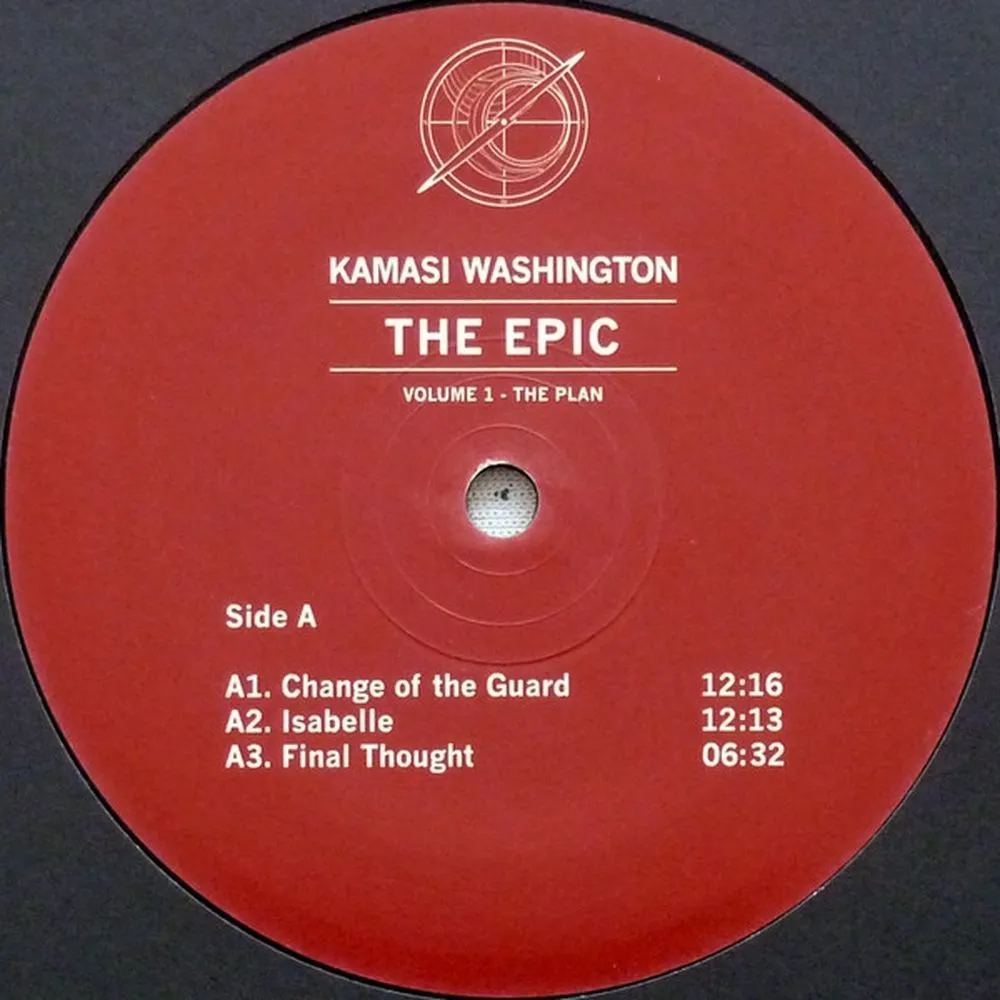 KAMASI WASHINGTON
THE EPIC
VOLUME 1 - THE PLAN
Side A
A1. Change of the Guard 12:16
A2. Isabelle 12:13
A3. Final Thought 06:32